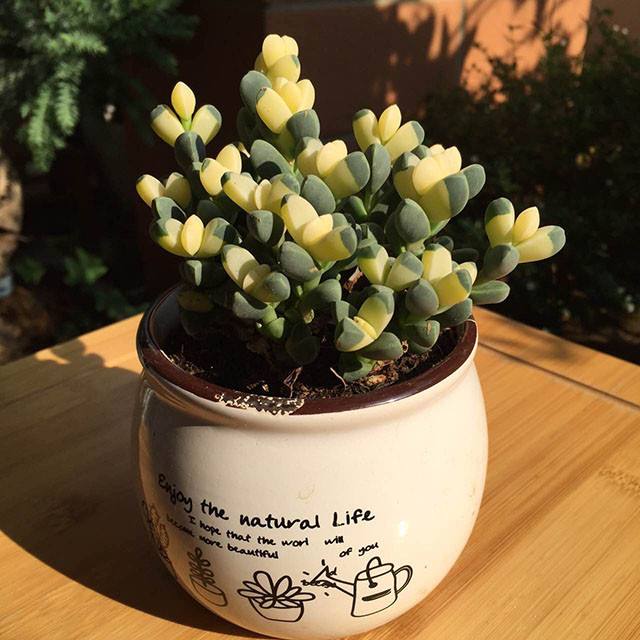 Enjoy the natural Life
I hope that the worl will
become more beautiful of you